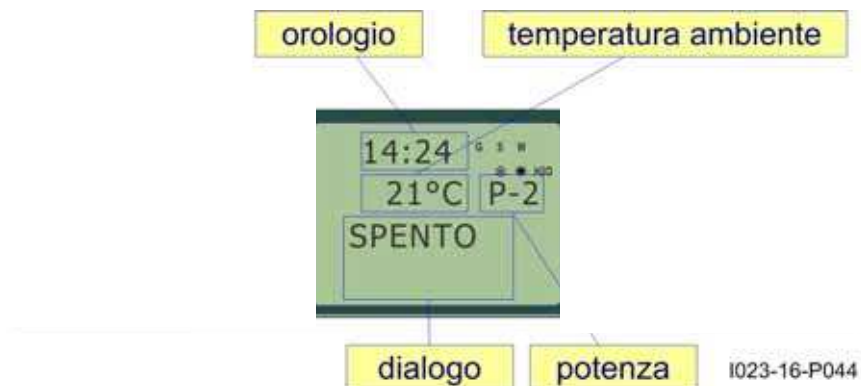 orologio temperatura ambiente
14:24 G S W
21°C P-2
SPENTO
dialogo potenza I023-16-P044